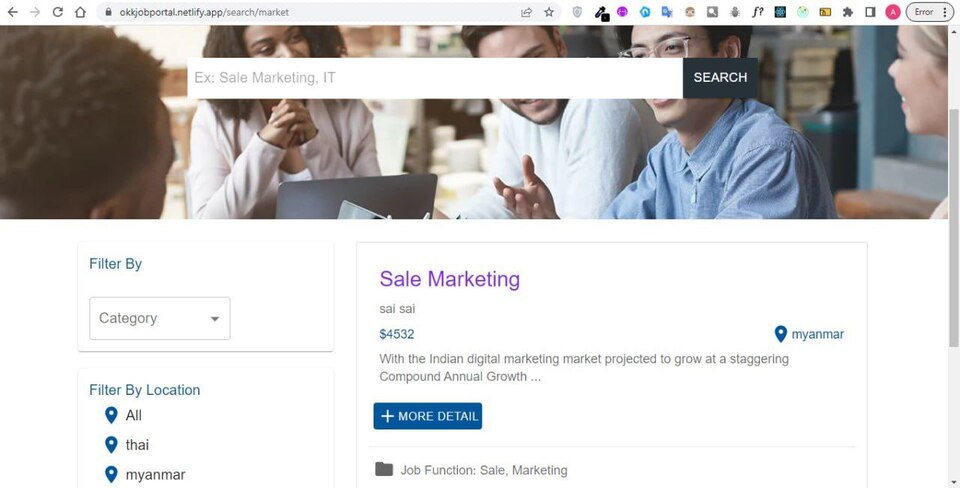 okkjobportal.netlify.app/search/market
f?
A
Error
Ex: Sale Marketing, IT
SEARCH
Filter By
Category
Filter By Location
All
thai
myanmar
Sale Marketing
sai sai
$4532
myanmar
With the Indian digital marketing market projected to grow at a staggering
Compound Annual Growth ...
+ MORE DETAIL
Job Function: Sale, Marketing